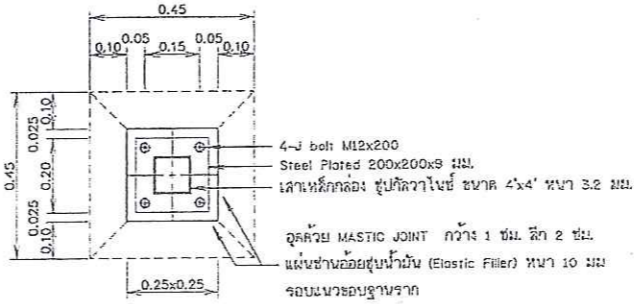 0.45
0.05 0.05
0.10 0.15 0.10
0.45
0.10
0.025
0.20
0.025
0.10
4-J bolt M12x200
Steel Plated 200x200x9 มม.
เสาเหล็กกล่อง ชุปกัลวาไนซ์ ขนาด 4'x4' หนา 3.2 มม.
อุดด้วย MASTIC JOINT กว้าง 1 ซม. ลึก 2 ซม.
แผ่นชานอ้อยชุบน้ำมัน (Elastic Filler) หนา 10 มม
รอบแนวขอบฐานราก
0.25x0.25